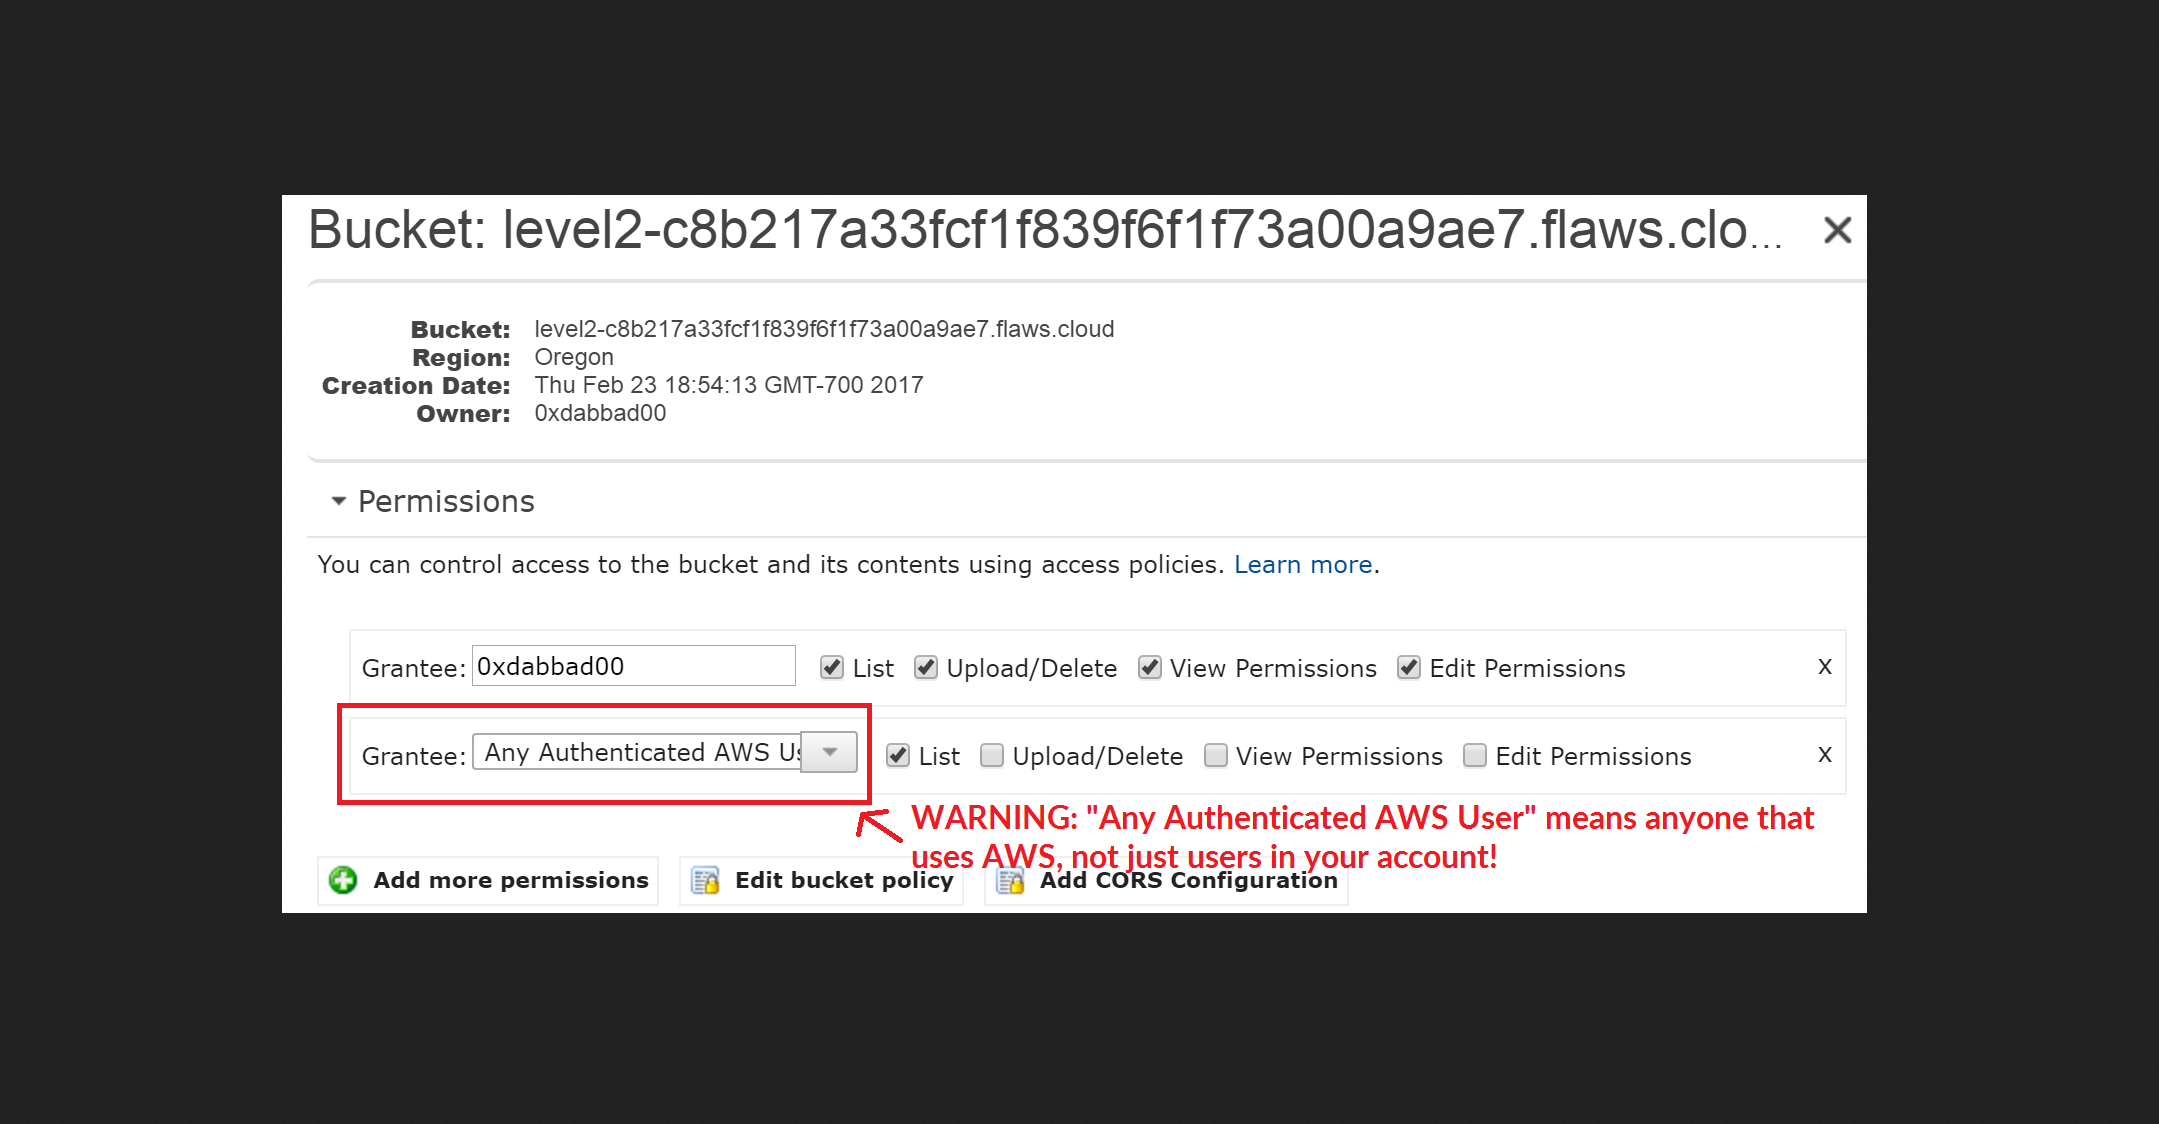 Bucket: level2-c8b217a33fcf1f839f6f1f73a00a9ae7.flaws.clo...
Bucket: level2-c8b217a33fcf1f839f6f1f73a00a9ae7.flaws.cloud
Region: Oregon
Creation Date: Thu Feb 23 18:54:13 GMT-700 2017
Owner: 0xdabbad00
Permissions
You can control access to the bucket and its contents using access policies. Learn more.
Grantee: 0xdabbad00 List Upload/Delete View Permissions Edit Permissions x
Grantee: Any Authenticated AWS Us List Upload/Delete View Permissions Edit Permissions x
WARNING: "Any Authenticated AWS User" means anyone that
uses AWS, not just users in your account!
Add more permissions Edit bucket policy Add CORS Configuration